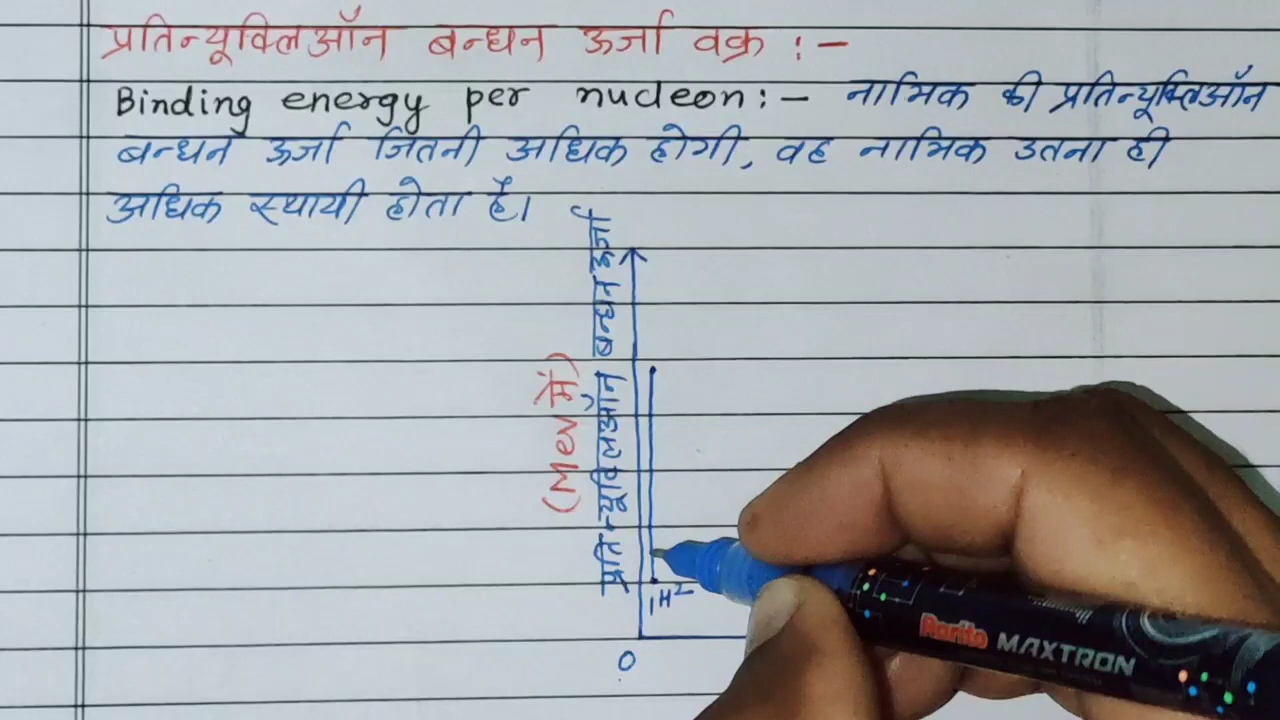 प्रतिन्यूक्लिऑन बन्धन ऊर्जा वक्र :-
Binding energy per nucleon:- नाभिक की प्रतिन्यूक्लिऑन
बन्धन ऊर्जा जितनी अधिक होगी, वह नाभिक उतना ही
अधिक स्थायी होता है।
प्रति न्यूक्लिऑन बन्धन ऊर्जा
(Mev में)
1H2
0
Rorito MAXTRON